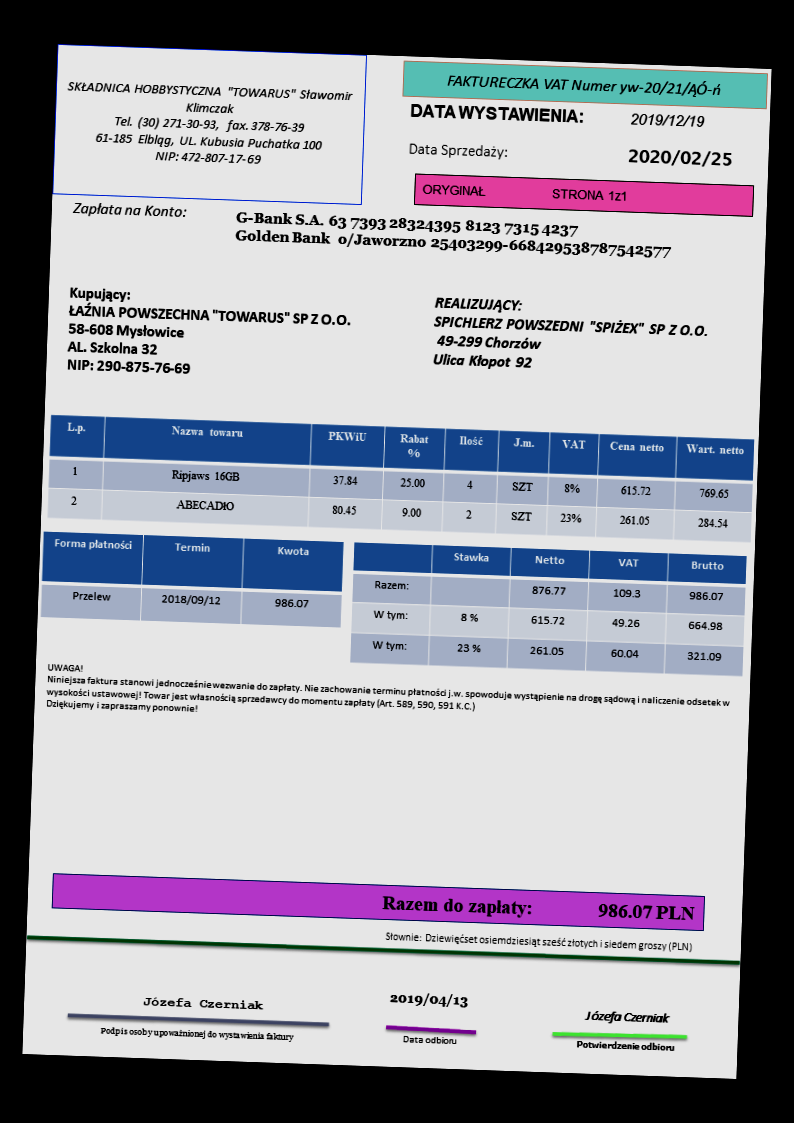 SKŁADNICA HOBBYSTYCZNA "TOWARUS" Sławomir
Klimczak
Tel. (30) 271-30-93, fax. 378-76-39
61-185 Elbląg, UL. Kubusia Puchatka 100
NIP: 472-807-17-69
FAKTURECZKA VAT Numer yw-20/21/ĄÓ-ń
DATA WYSTAWIENIA: 2019/12/19
Data Sprzedaży: 2020/02/25
ORYGINAŁ STRONA 1z1
Zapłata na Konto: G-Bank S.A. 63 7393 28324395 8123 7315 4237
Golden Bank o/Jaworzno 25403299-668429538787542577
Kupujący:
ŁAŹNIA POWSZECHNA "TOWARUS" SP Z O.O.
58-608 Mysłowice
AL. Szkolna 32
NIP: 290-875-76-69
REALIZUJĄCY:
SPICHLERZ POWSZEDNI "SPIŻEX" SP Z O.O.
49-299 Chorzów
Ulica Kłopot 92
L.p. Nazwa towaru PKWiU Rabat % Ilość J.m. VAT Cena netto Wart. netto
1 Ripjaws 16GB 37.84 25.00 4 SZT 8% 615.72 769.65
2 ABECADłO 80.45 9.00 2 SZT 23% 261.05 284.54
Forma płatności Termin Kwota
Przelew 2018/09/12 986.07
Stawka Netto VAT Brutto
Razem: 876.77 109.3 986.07
W tym: 8 % 615.72 49.26 664.98
W tym: 23 % 261.05 60.04 321.09
UWAGA!
Niniejsza faktura stanowi jednocześnie wezwanie do zapłaty. Nie zachowanie terminu płatności j.w. spowoduje wystąpienie na drogę sądową i naliczenie odsetek w
wysokości ustawowej! Towar jest własnością sprzedawcy do momentu zapłaty (Art. 589, 590, 591 K.C.)
Dziękujemy i zapraszamy ponownie!
Razem do zapłaty: 986.07 PLN
Słownie: Dziewięćset osiemdziesiąt sześć złotych i siedem groszy (PLN)
Józefa Czerniak
Podpis osoby upoważnionej do wystawienia faktury
2019/04/13
Data odbioru
Józefa Czerniak
Potwierdzenie odbioru